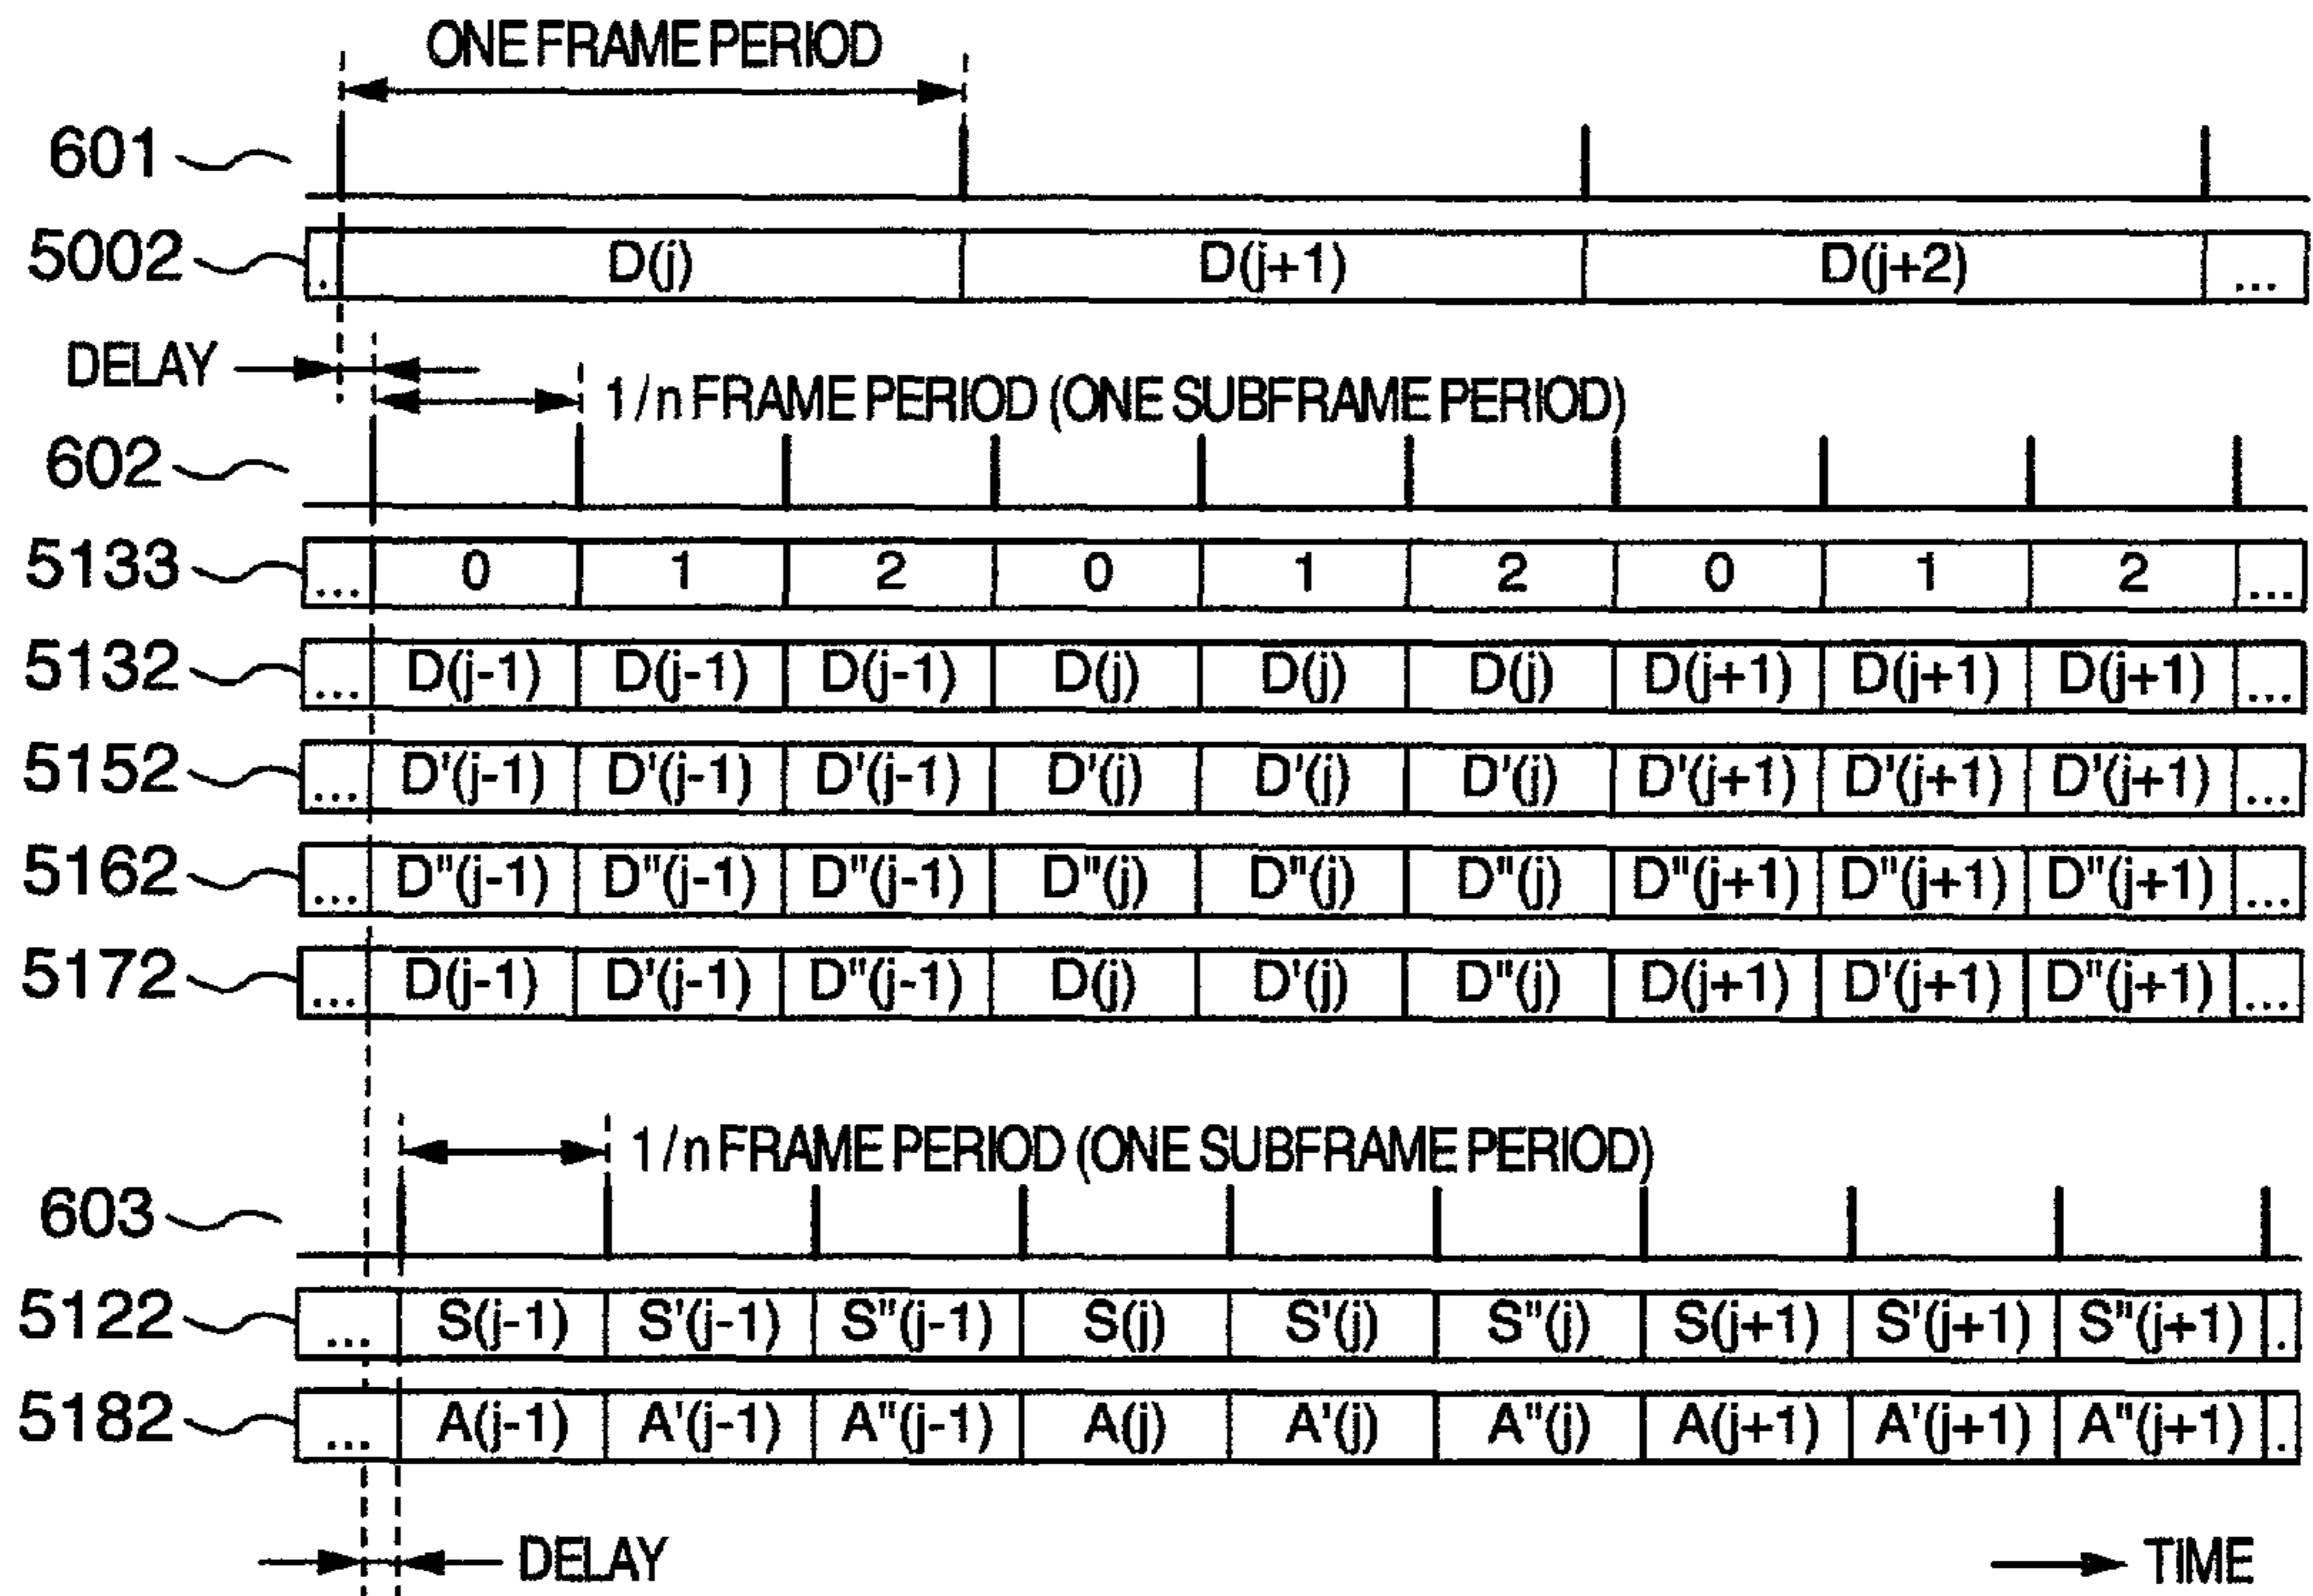 ONE FRAME PERIOD
601
5002 . D(j) D(j+1) D(j+2) ...
DELAY
1/n FRAME PERIOD (ONE SUBFRAME PERIOD)
602
5133 ... 0 1 2 0 1 2 0 1 2 ...
5132 ... D(j-1) D(j-1) D(j-1) D(j) D(j) D(j) D(j+1) D(j+1) D(j+1) ...
5152 ... D'(j-1) D'(j-1) D'(j-1) D'(j) D'(j) D'(j) D'(j+1) D'(j+1) D'(j+1) ...
5162 ... D"(j-1) D"(j-1) D"(j-1) D"(j) D"(j) D"(j) D"(j+1) D"(j+1) D"(j+1) ...
5172 ... D(j-1) D'(j-1) D"(j-1) D(j) D'(j) D"(j) D(j+1) D'(j+1) D"(j+1) ...
1/n FRAME PERIOD (ONE SUBFRAME PERIOD)
603
5122 ... S(j-1) S'(j-1) S"(j-1) S(j) S'(j) S"(j) S(j+1) S'(j+1) S"(j+1) .
5182 ... A(j-1) A'(j-1) A"(j-1) A(j) A'(j) A"(j) A(j+1) A'(j+1) A"(j+1) .
DELAY
TIME